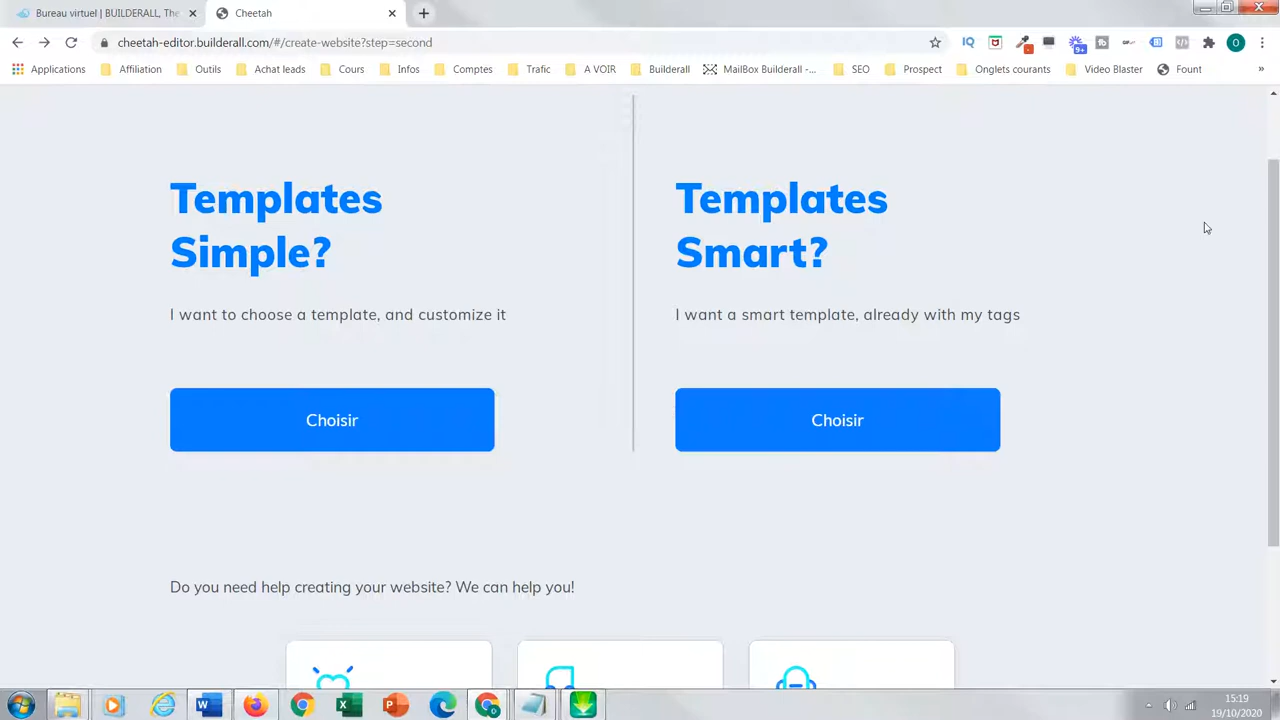 Bureau virtuel | BUILDERALL, The
Cheetah
cheetah-editor.builderall.com/#/create-website?step=second
Applications
Affiliation
Outils
Achat leads
Cours
Infos
Comptes
Trafic
A VOIR
Builderall
MailBox Builderall -...
SEO
Prospect
Onglets courants
Video Blaster
Fount
»
Templates
Simple?
I want to choose a template, and customize it
Choisir
Templates
Smart?
I want a smart template, already with my tags
Choisir
Do you need help creating your website? We can help you!
15:19
19/10/2020